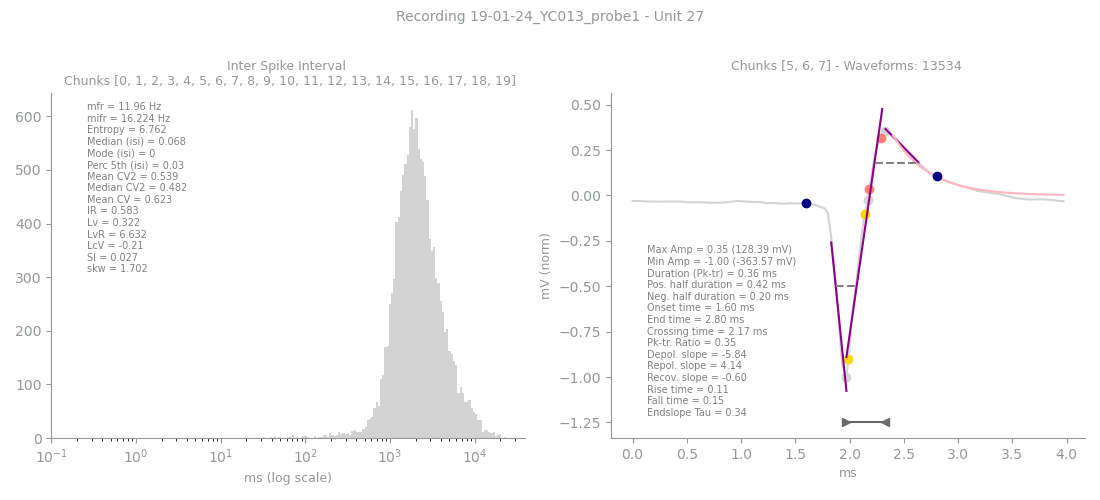 Recording 19-01-24_YC013_probe1 - Unit 27
Inter Spike Interval
Chunks [0, 1, 2, 3, 4, 5, 6, 7, 8, 9, 10, 11, 12, 13, 14, 15, 16, 17, 18, 19]
600
500
400
300
200
100
0
mfr = 11.96 Hz
mifr = 16.224 Hz
Entropy = 6.762
Median (isi) = 0.068
Mode (isi) = 0
Perc 5th (isi) = 0.03
Mean CV2 = 0.539
Median CV2 = 0.482
Mean CV = 0.623
IR = 0.583
Lv = 0.322
LvR = 6.632
LcV = -0.21
SI = 0.027
skw = 1.702
10⁻¹ 10⁰ 10¹ 10² 10³ 10⁴
ms (log scale)
Chunks [5, 6, 7] - Waveforms: 13534
mV (norm)
0.50
0.25
0.00
−0.25
−0.50
−0.75
−1.00
−1.25
Max Amp = 0.35 (128.39 mV)
Min Amp = -1.00 (-363.57 mV)
Duration (Pk-tr) = 0.36 ms
Pos. half duration = 0.42 ms
Neg. half duration = 0.20 ms
Onset time = 1.60 ms
End time = 2.80 ms
Crossing time = 2.17 ms
Pk-tr. Ratio = 0.35
Depol. slope = -5.84
Repol. slope = 4.14
Recov. slope = -0.60
Rise time = 0.11
Fall time = 0.15
Endslope Tau = 0.34
0.0 0.5 1.0 1.5 2.0 2.5 3.0 3.5 4.0
ms